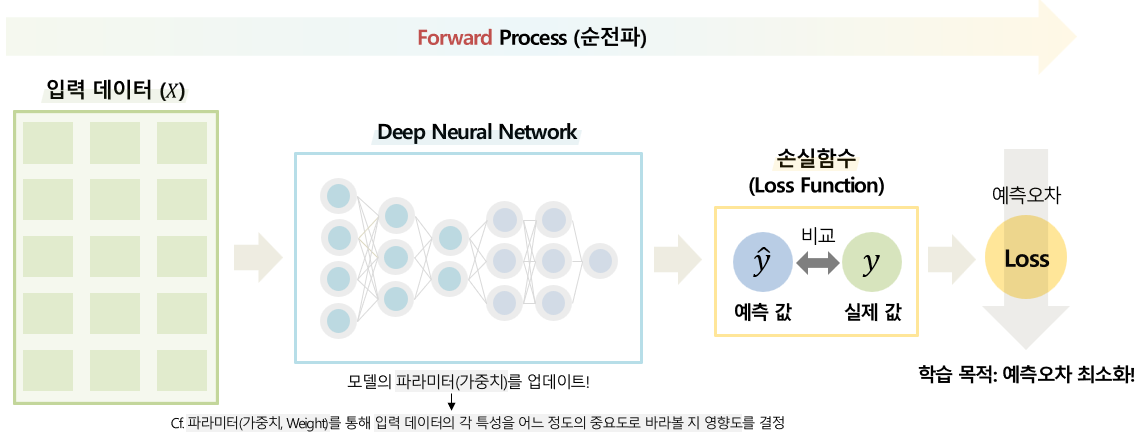 Forward Process (순전파)
입력 데이터 (X)
Deep Neural Network
손실함수
(Loss Function)
비교
ŷ
y
예측 값
실제 값
예측오차
Loss
학습 목적: 예측오차 최소화!
모델의 파라미터(가중치)를 업데이트!
Cf. 파라미터(가중치, Weight)를 통해 입력 데이터의 각 특성을 어느 정도의 중요도로 바라볼 지 영향도를 결정